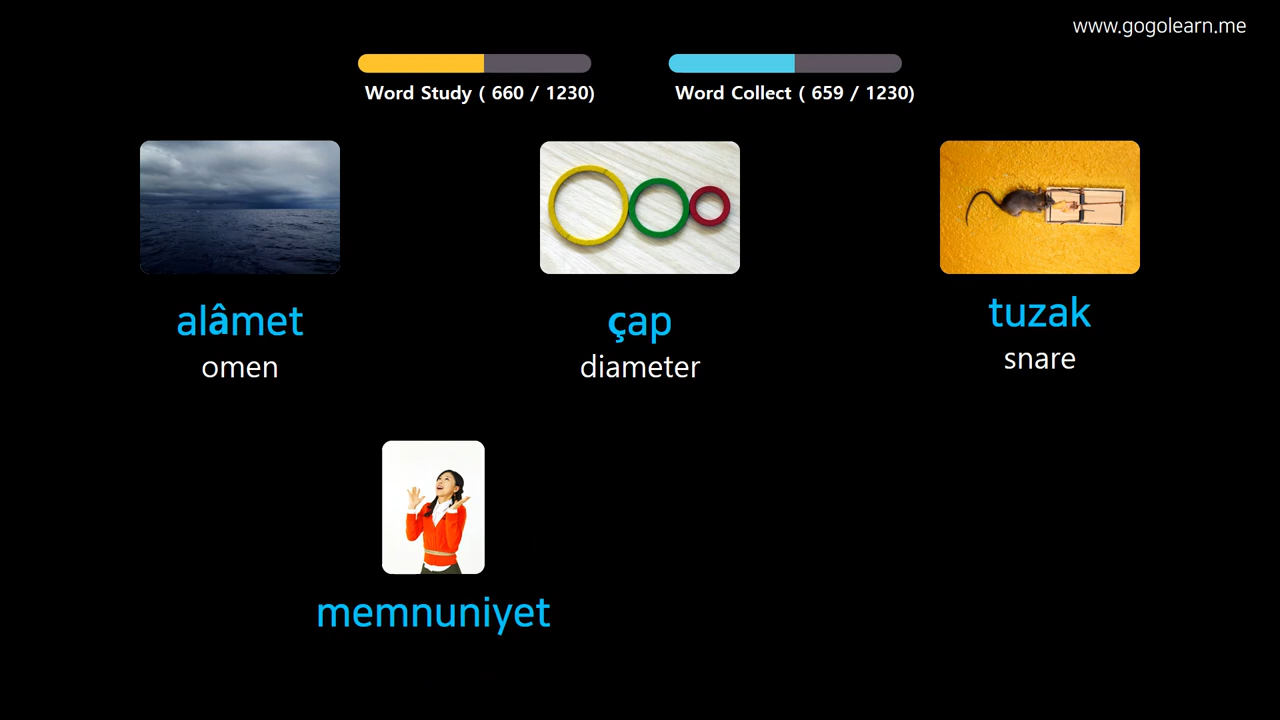 www.gogolearn.me
Word Study ( 660 / 1230)
Word Collect ( 659 / 1230)
alâmet
omen
çap
diameter
tuzak
snare
memnuniyet